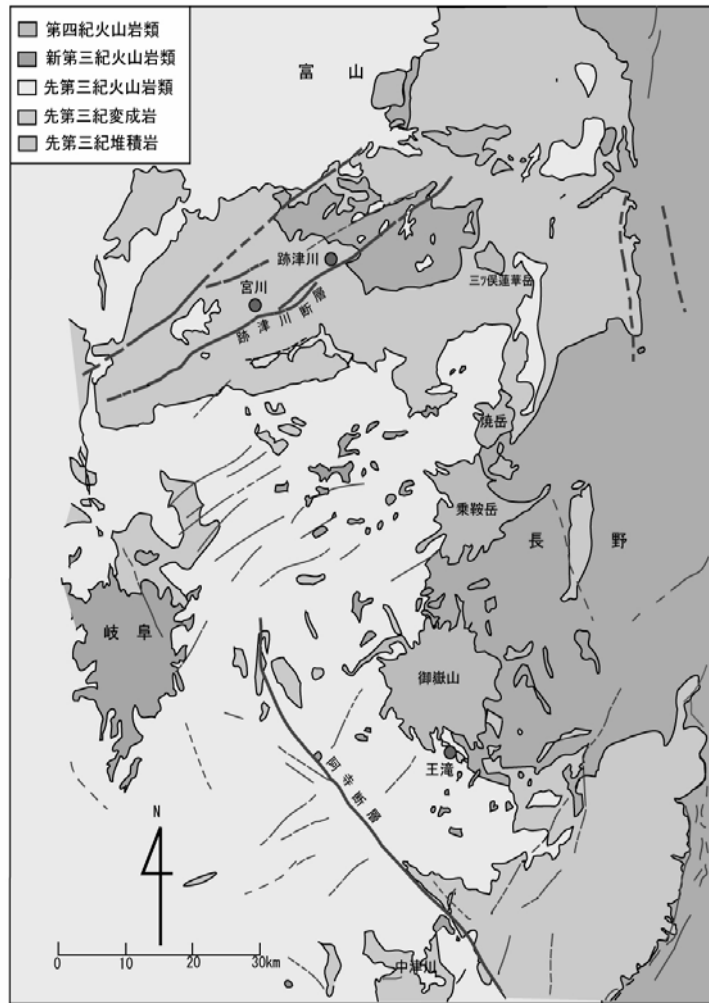 第四紀火山岩類
新第三紀火山岩類
先第三紀火山岩類
先第三紀変成岩
先第三紀堆積岩
富 山
跡津川
三ツ俣蓮華岳
宮川
跡津川断層
焼岳
乗鞍岳
長 野
岐 阜
御嶽山
王滝
阿寺断層
N
中津川
0 10 20 30km